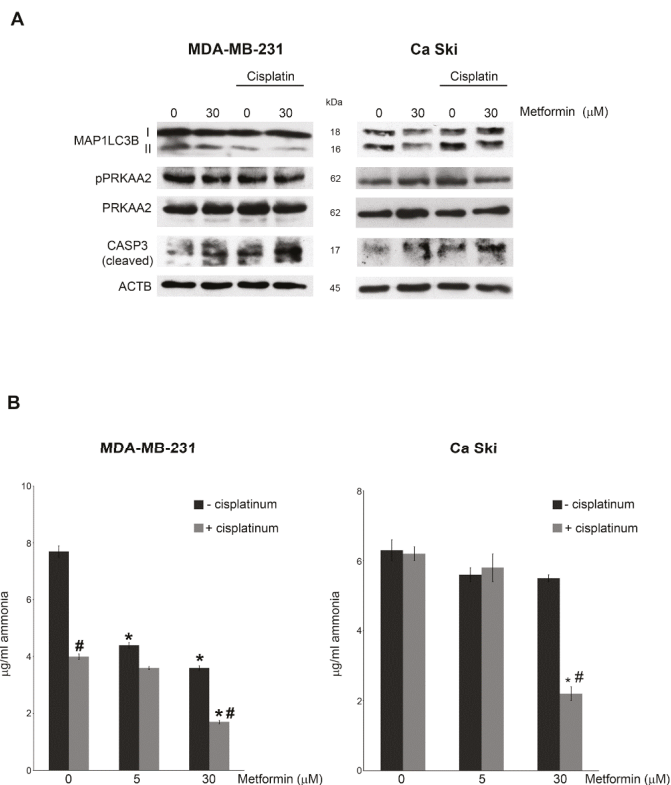 A
MDA-MB-231 Ca Ski
Cisplatin Cisplatin
kDa
0 30 0 30 0 30 0 30 Metformin (μM)
MAP1LC3B I 18
II 16
pPRKAA2 62
PRKAA2 62
CASP3
(cleaved) 17
ACTB 45
B
MDA-MB-231 Ca Ski
10
8
6
4
2
0
μg/ml ammonia
- cisplatinum
+ cisplatinum
#
*
*
* #
0 5 30 Metformin (μM)
8
6
4
2
0
μg/ml ammonia
- cisplatinum
+ cisplatinum
* #
0 5 30 Metformin (μM)